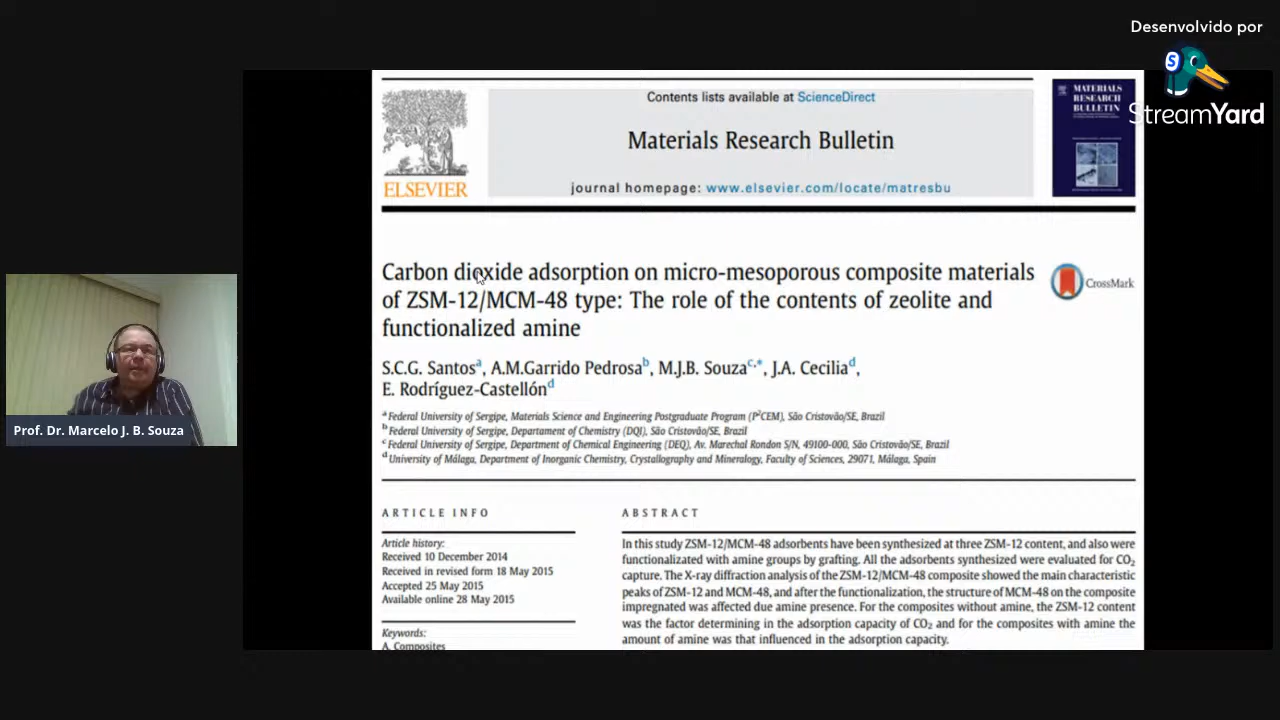 Desenvolvido por
StreamYard
Contents lists available at ScienceDirect
Materials Research Bulletin
journal homepage: www.elsevier.com/locate/matresbu
ELSEVIER
MATERIALS
RESEARCH
BULLETIN
Carbon dioxide adsorption on micro-mesoporous composite materials
of ZSM-12/MCM-48 type: The role of the contents of zeolite and
functionalized amine
CrossMark
S.C.G. Santosᵃ, A.M.Garrido Pedrosaᵇ, M.J.B. Souzaᶜ,*, J.A. Ceciliaᵈ,
E. Rodríguez-Castellónᵈ
ᵃ Federal University of Sergipe, Materials Science and Engineering Postgraduate Program (P²CEM), São Cristovão/SE, Brazil
ᵇ Federal University of Sergipe, Departament of Chemistry (DQI), São Cristovão/SE, Brazil
ᶜ Federal University of Sergipe, Department of Chemical Engineering (DEQ), Av. Marechal Rondon S/N, 49100-000, São Cristovão/SE, Brazil
ᵈ University of Málaga, Department of Inorganic Chemistry, Crystallography and Mineralogy, Faculty of Sciences, 29071, Málaga, Spain
Prof. Dr. Marcelo J. B. Souza
ARTICLE INFO
Article history:
Received 10 December 2014
Received in revised form 18 May 2015
Accepted 25 May 2015
Available online 28 May 2015
Keywords:
A. Composites
ABSTRACT
In this study ZSM-12/MCM-48 adsorbents have been synthesized at three ZSM-12 content, and also were
functionalized with amine groups by grafting. All the adsorbents synthesized were evaluated for CO₂
capture. The X-ray diffraction analysis of the ZSM-12/MCM-48 composite showed the main characteristic
peaks of ZSM-12 and MCM-48, and after the functionalization, the structure of MCM-48 on the composite
impregnated was affected due amine presence. For the composites without amine, the ZSM-12 content
was the factor determining in the adsorption capacity of CO₂ and for the composites with amine the
amount of amine was that influenced in the adsorption capacity.